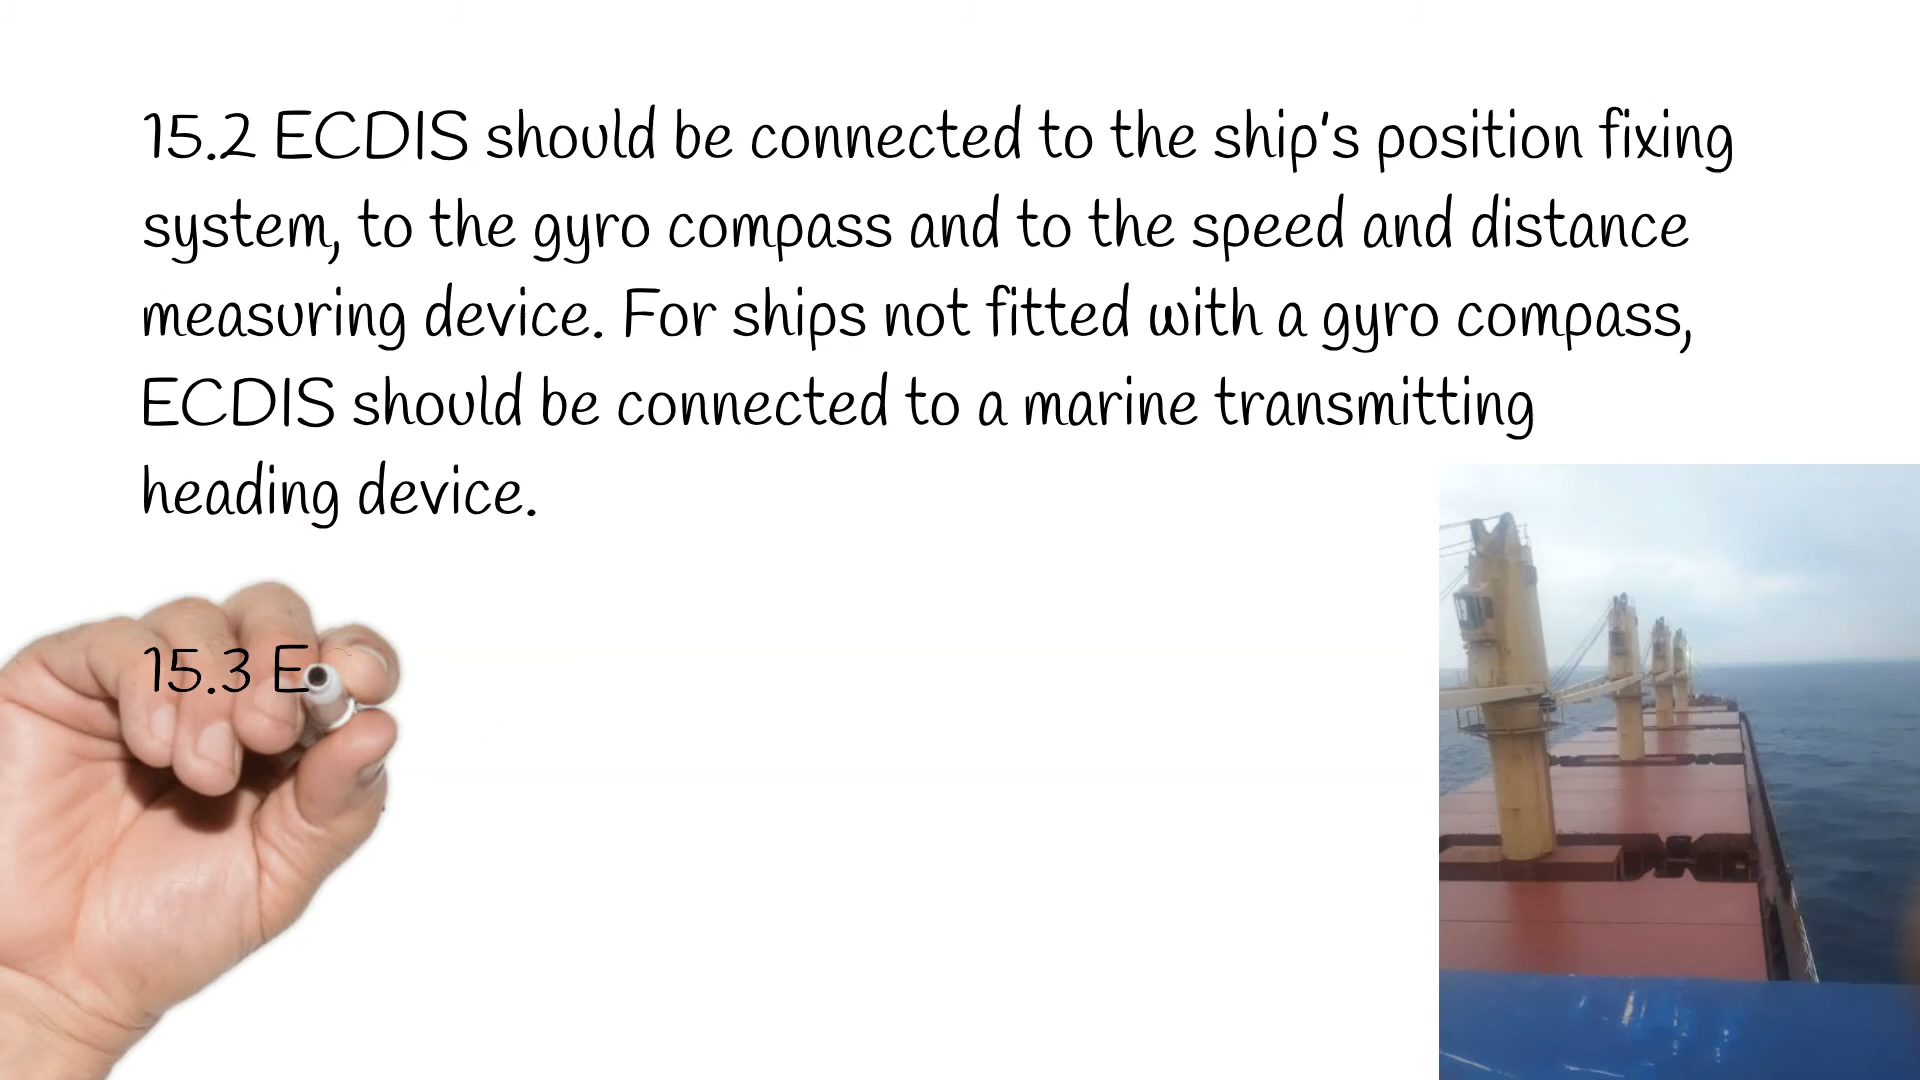 15.2 ECDIS should be connected to the ship's position fixing
system, to the gyro compass and to the speed and distance
measuring device. For ships not fitted with a gyro compass,
ECDIS should be connected to a marine transmitting
heading device.
15.3 E